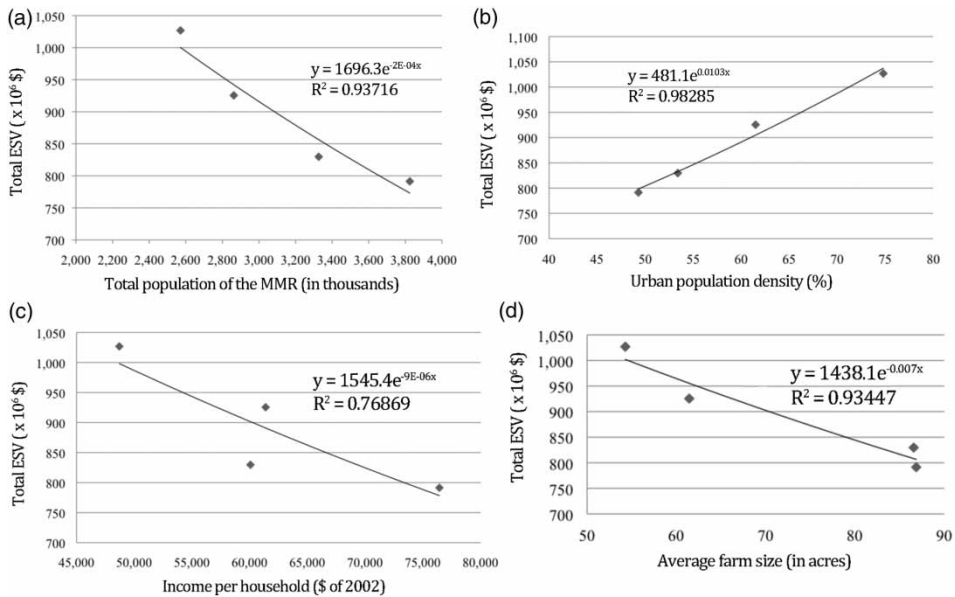 (a)
1,050
1,000
950
900
850
800
750
700
Total ESV ( x 10⁶ $)
y = 1696.3e⁻²ᴱ⁻⁰⁴ˣ
R² = 0.93716
2,000 2,200 2,400 2,600 2,800 3,000 3,200 3,400 3,600 3,800 4,000
Total population of the MMR (in thousands)
(b)
1,100
1,050
1,000
950
900
850
800
750
700
Total ESV ( x 10⁶ $)
y = 481.1e⁰·⁰¹⁰³ˣ
R² = 0.98285
40 45 50 55 60 65 70 75 80
Urban population density (%)
(c)
1,050
1,000
950
900
850
800
750
700
Total ESV ( x 10⁶ $)
y = 1545.4e⁻⁹ᴱ⁻⁰⁶ˣ
R² = 0.76869
45,000 50,000 55,000 60,000 65,000 70,000 75,000 80,000
Income per household ($ of 2002)
(d)
1,050
1,000
950
900
850
800
750
700
Total ESV ( x 10⁶ $)
y = 1438.1e⁻⁰·⁰⁰⁷ˣ
R² = 0.93447
50 60 70 80 90
Average farm size (in acres)